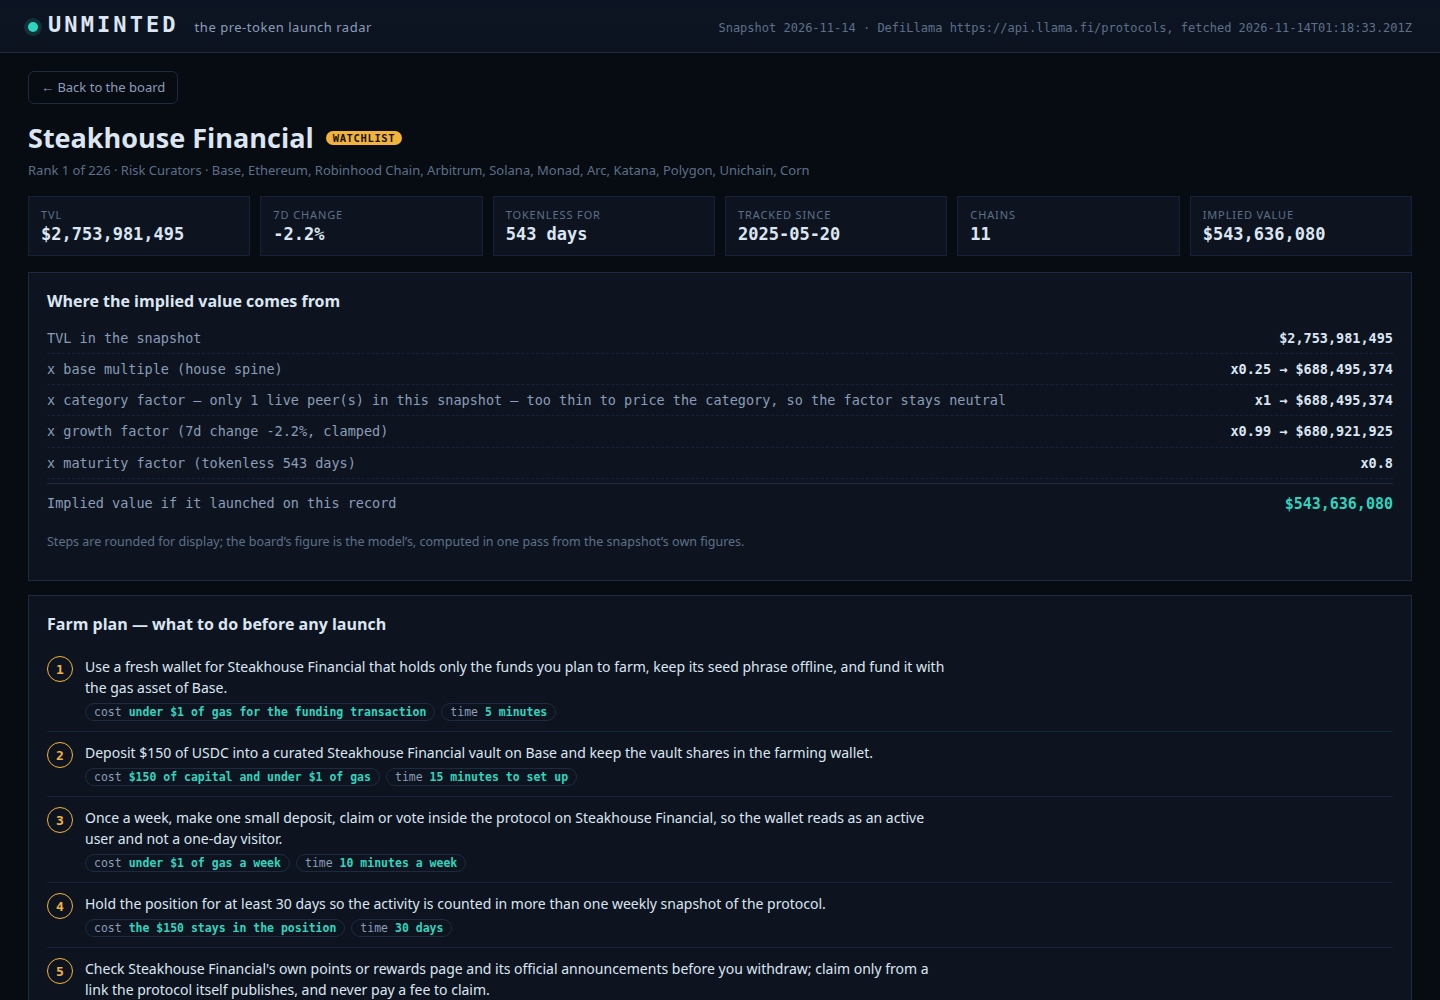 UNMINTED the pre-token launch radar
Snapshot 2026-11-14 · DefiLlama https://api.llama.fi/protocols, fetched 2026-11-14T01:18:33.201Z
← Back to the board
Steakhouse Financial WATCHLIST
Rank 1 of 226 · Risk Curators · Base, Ethereum, Robinhood Chain, Arbitrum, Solana, Monad, Arc, Katana, Polygon, Unichain, Corn
TVL
$2,753,981,495
7D CHANGE
-2.2%
TOKENLESS FOR
543 days
TRACKED SINCE
2025-05-20
CHAINS
11
IMPLIED VALUE
$543,636,080
Where the implied value comes from
TVL in the snapshot $2,753,981,495
x base multiple (house spine) x0.25 → $688,495,374
x category factor — only 1 live peer(s) in this snapshot — too thin to price the category, so the factor stays neutral x1 → $688,495,374
x growth factor (7d change -2.2%, clamped) x0.99 → $680,921,925
x maturity factor (tokenless 543 days) x0.8
Implied value if it launched on this record $543,636,080
Steps are rounded for display; the board's figure is the model's, computed in one pass from the snapshot's own figures.
Farm plan — what to do before any launch
1 Use a fresh wallet for Steakhouse Financial that holds only the funds you plan to farm, keep its seed phrase offline, and fund it with
the gas asset of Base.
cost under $1 of gas for the funding transaction time 5 minutes
2 Deposit $150 of USDC into a curated Steakhouse Financial vault on Base and keep the vault shares in the farming wallet.
cost $150 of capital and under $1 of gas time 15 minutes to set up
3 Once a week, make one small deposit, claim or vote inside the protocol on Steakhouse Financial, so the wallet reads as an active
user and not a one-day visitor.
cost under $1 of gas a week time 10 minutes a week
4 Hold the position for at least 30 days so the activity is counted in more than one weekly snapshot of the protocol.
cost the $150 stays in the position time 30 days
5 Check Steakhouse Financial's own points or rewards page and its official announcements before you withdraw; claim only from a
link the protocol itself publishes, and never pay a fee to claim.